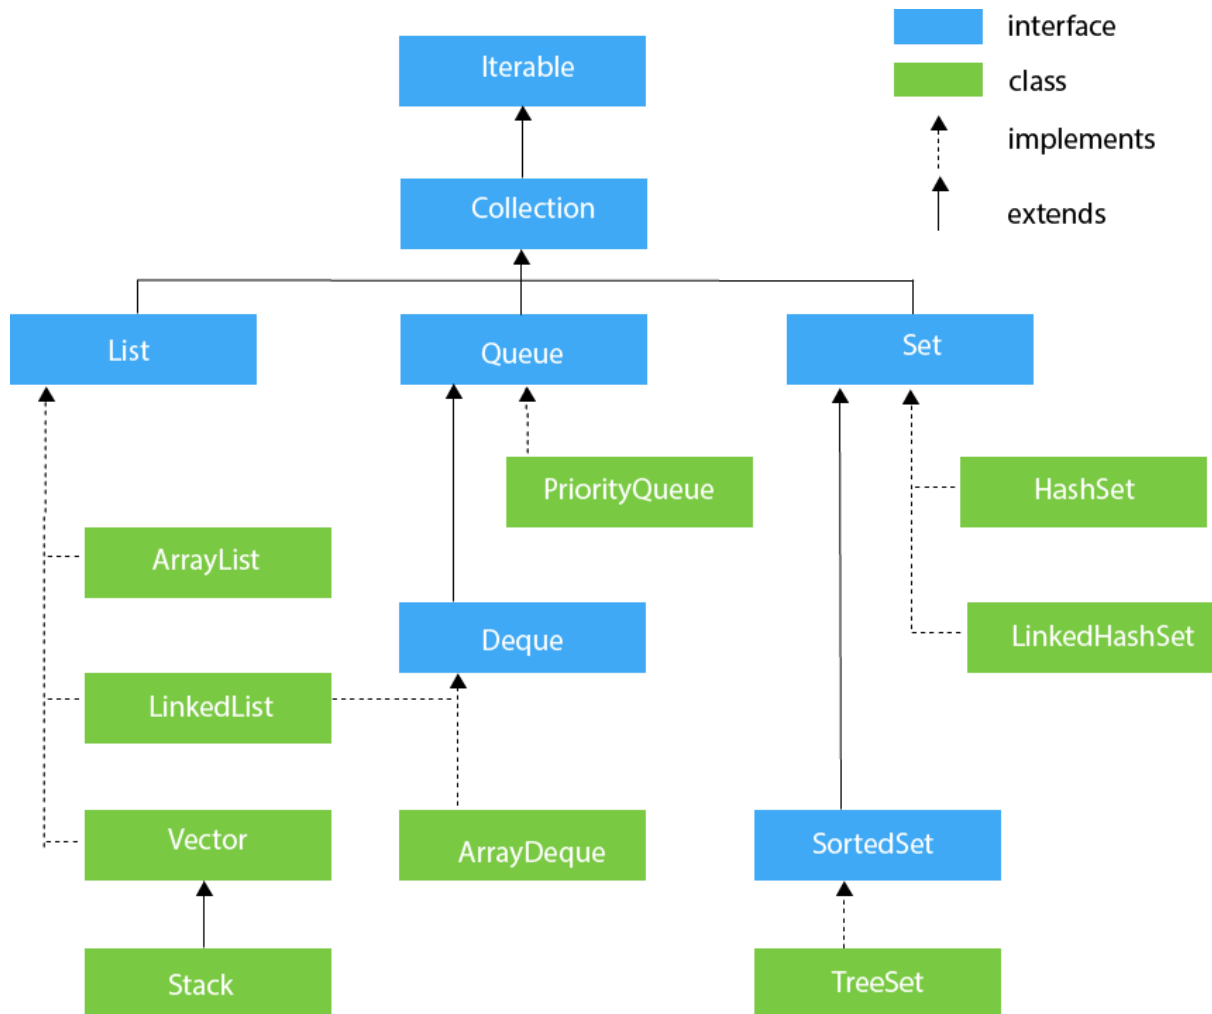 interface
Iterable
class
implements
Collection
extends
List
Queue
Set
PriorityQueue
HashSet
ArrayList
Deque
LinkedHashSet
LinkedList
Vector
ArrayDeque
SortedSet
Stack
TreeSet